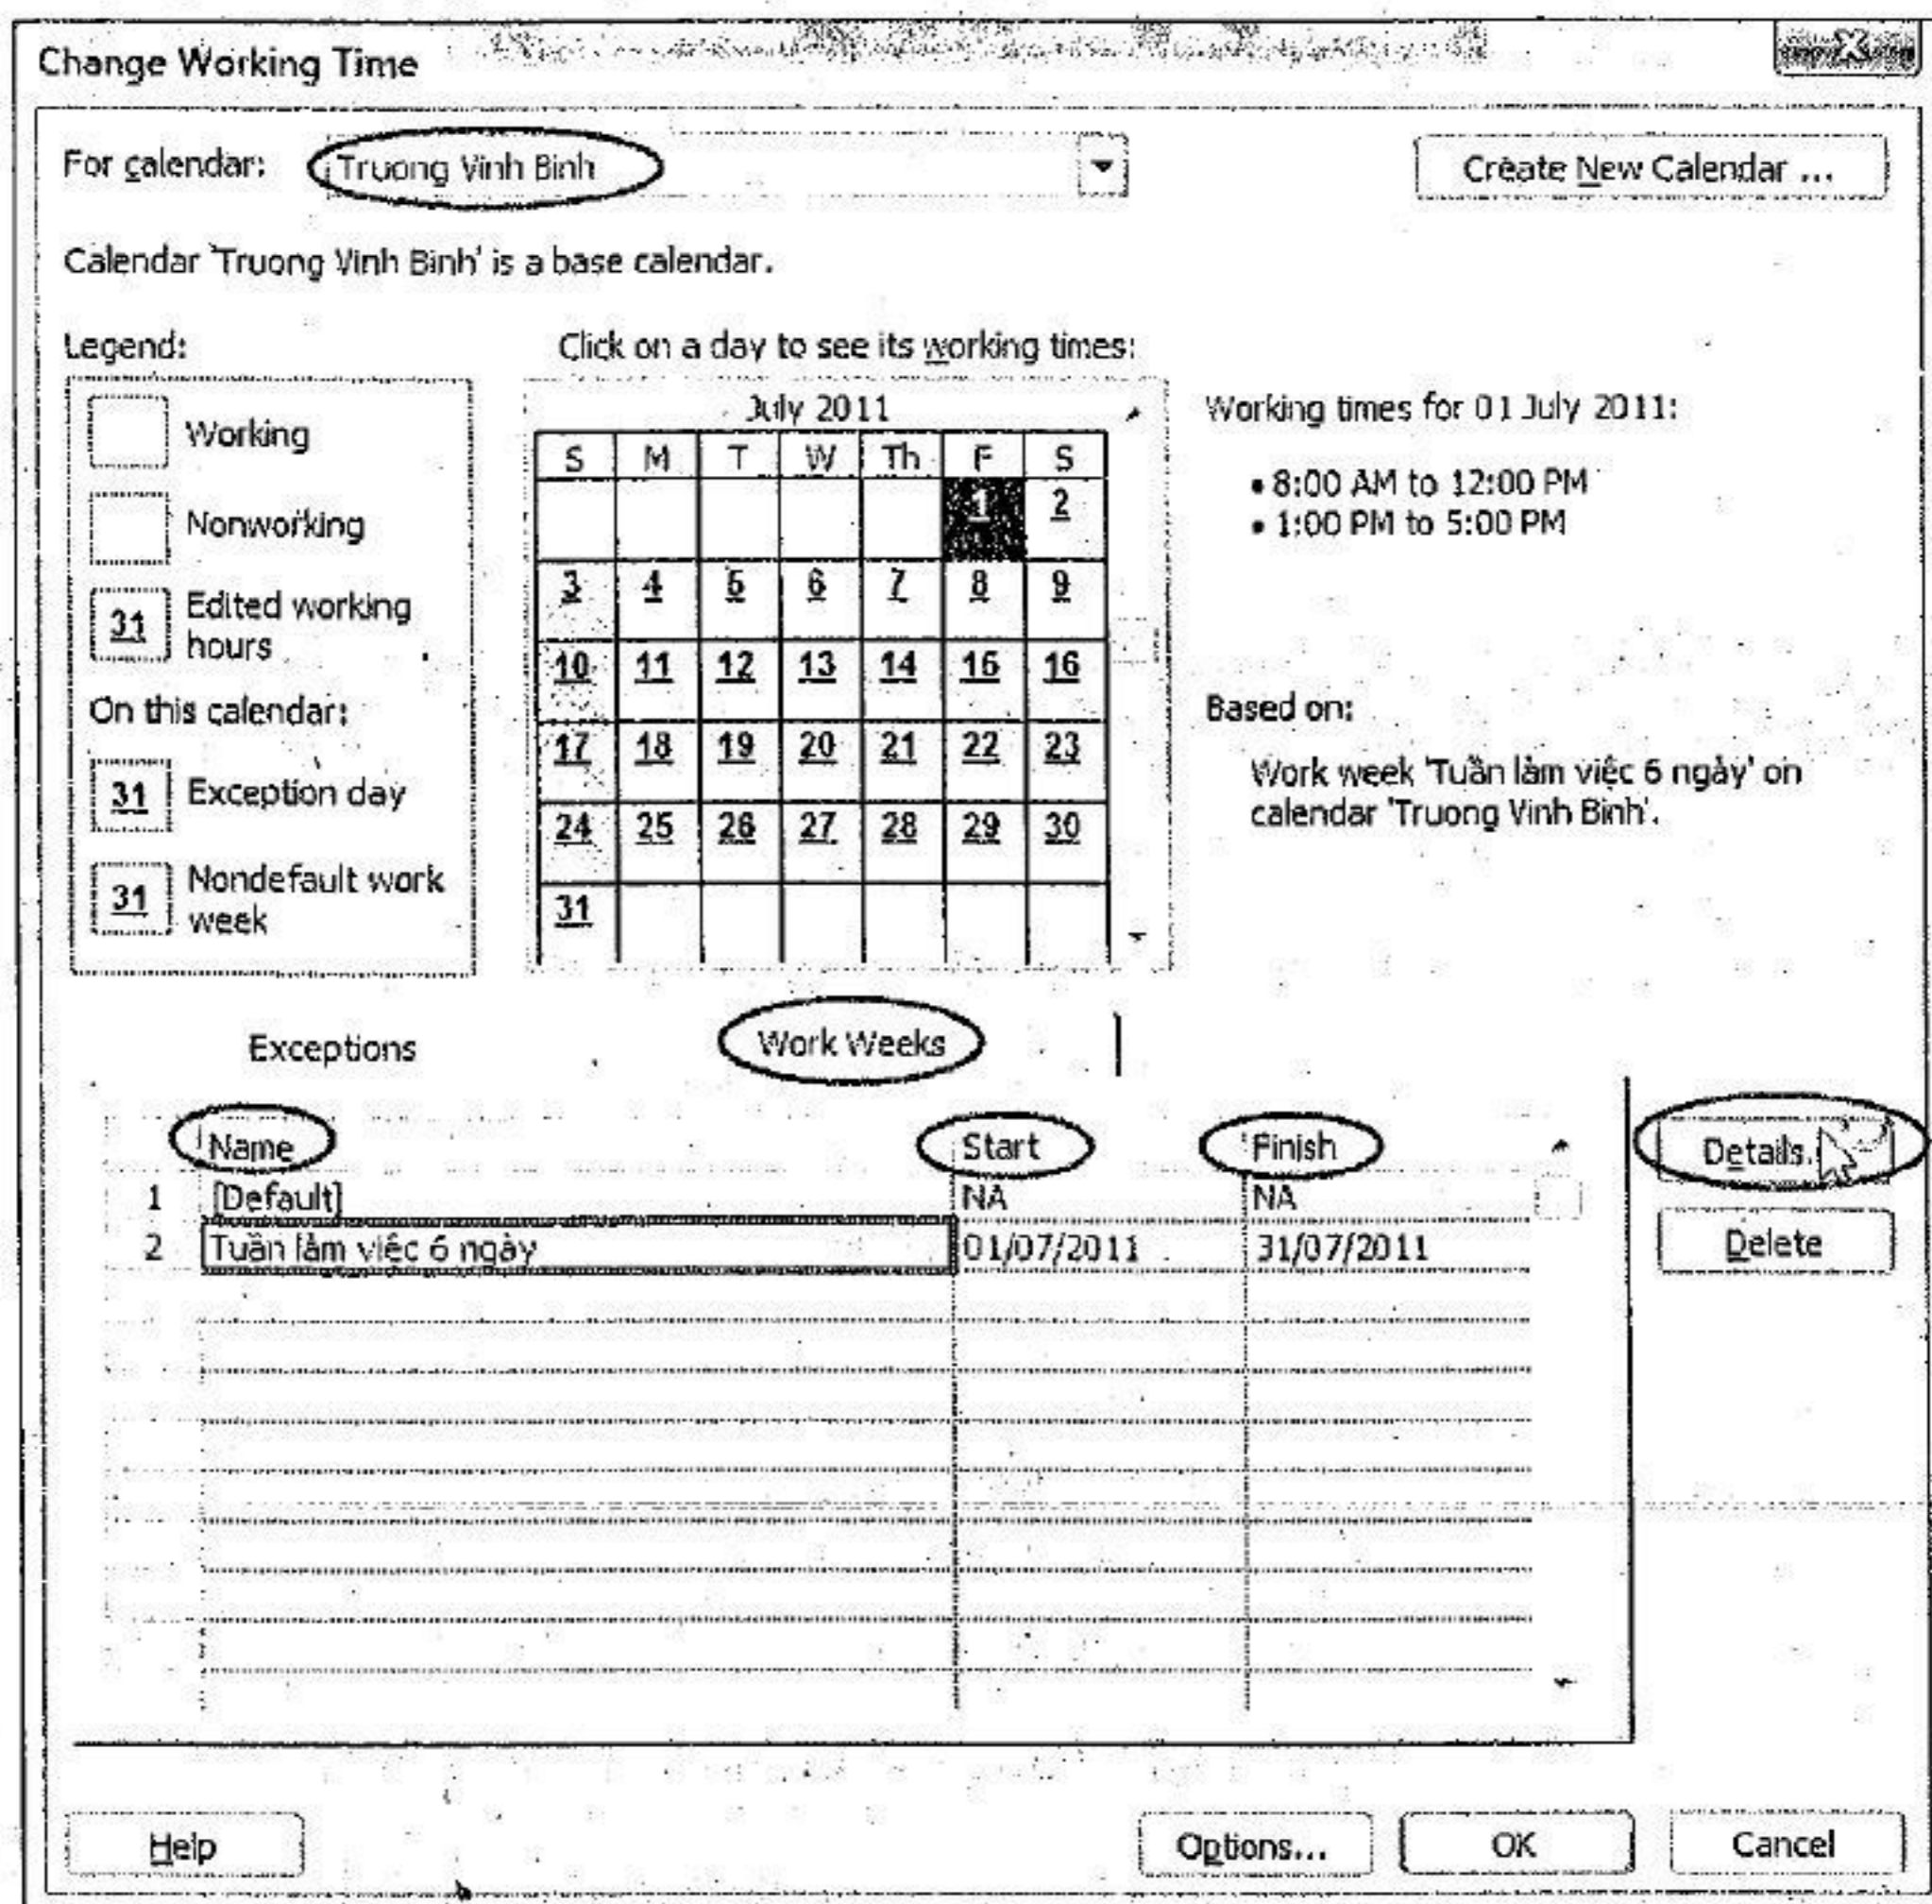 Change Working Time
For calendar: Truong Vinh Binh
Create New Calendar ...
Calendar 'Truong Vinh Binh' is a base calendar.
Legend:
Working
Nonworking
31 Edited working hours
On this calendar:
31 Exception day
31 Nondefault work week
Click on a day to see its working times:
July 2011
S M T W Th F S
1 2
3 4 5 6 7 8 9
10 11 12 13 14 15 16
17 18 19 20 21 22 23
24 25 26 27 28 29 30
31
Working times for 01 July 2011:
• 8:00 AM to 12:00 PM
• 1:00 PM to 5:00 PM
Based on:
Work week 'Tuần làm việc 6 ngày' on
calendar 'Truong Vinh Binh'.
Exceptions Work Weeks
Name Start Finish
1 [Default] NA NA
2 Tuần làm việc 6 ngày 01/07/2011 31/07/2011
Details.
Delete
Help Options... OK Cancel